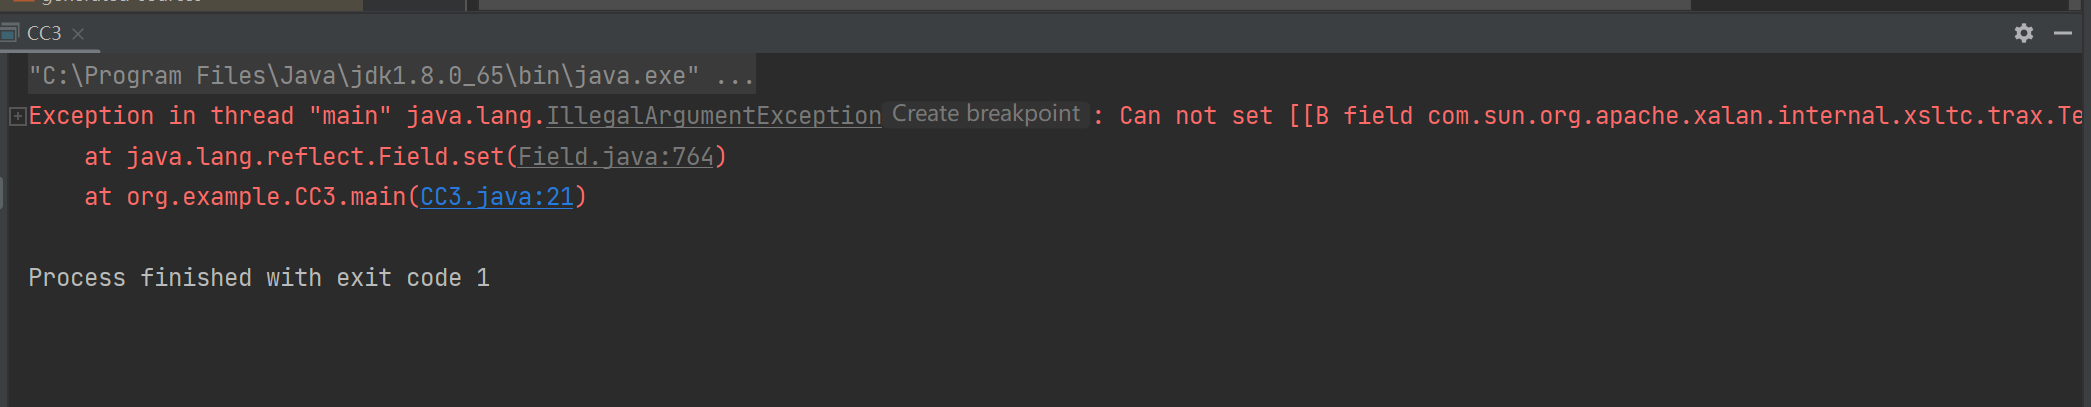 generated-sources
CC3
"C:\Program Files\Java\jdk1.8.0_65\bin\java.exe" ...
Exception in thread "main" java.lang.IllegalArgumentException Create breakpoint : Can not set [[B field com.sun.org.apache.xalan.internal.xsltc.trax.Te
at java.lang.reflect.Field.set(Field.java:764)
at org.example.CC3.main(CC3.java:21)
Process finished with exit code 1